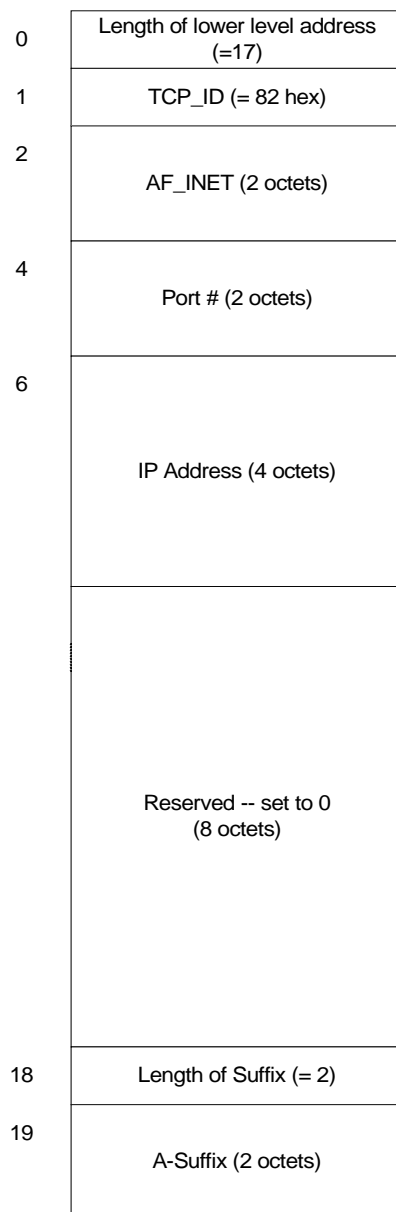 0
Length of lower level address
(=17)
1
TCP_ID (= 82 hex)
2
AF_INET (2 octets)
4
Port # (2 octets)
6
IP Address (4 octets)
Reserved -- set to 0
(8 octets)
18
Length of Suffix (= 2)
19
A-Suffix (2 octets)